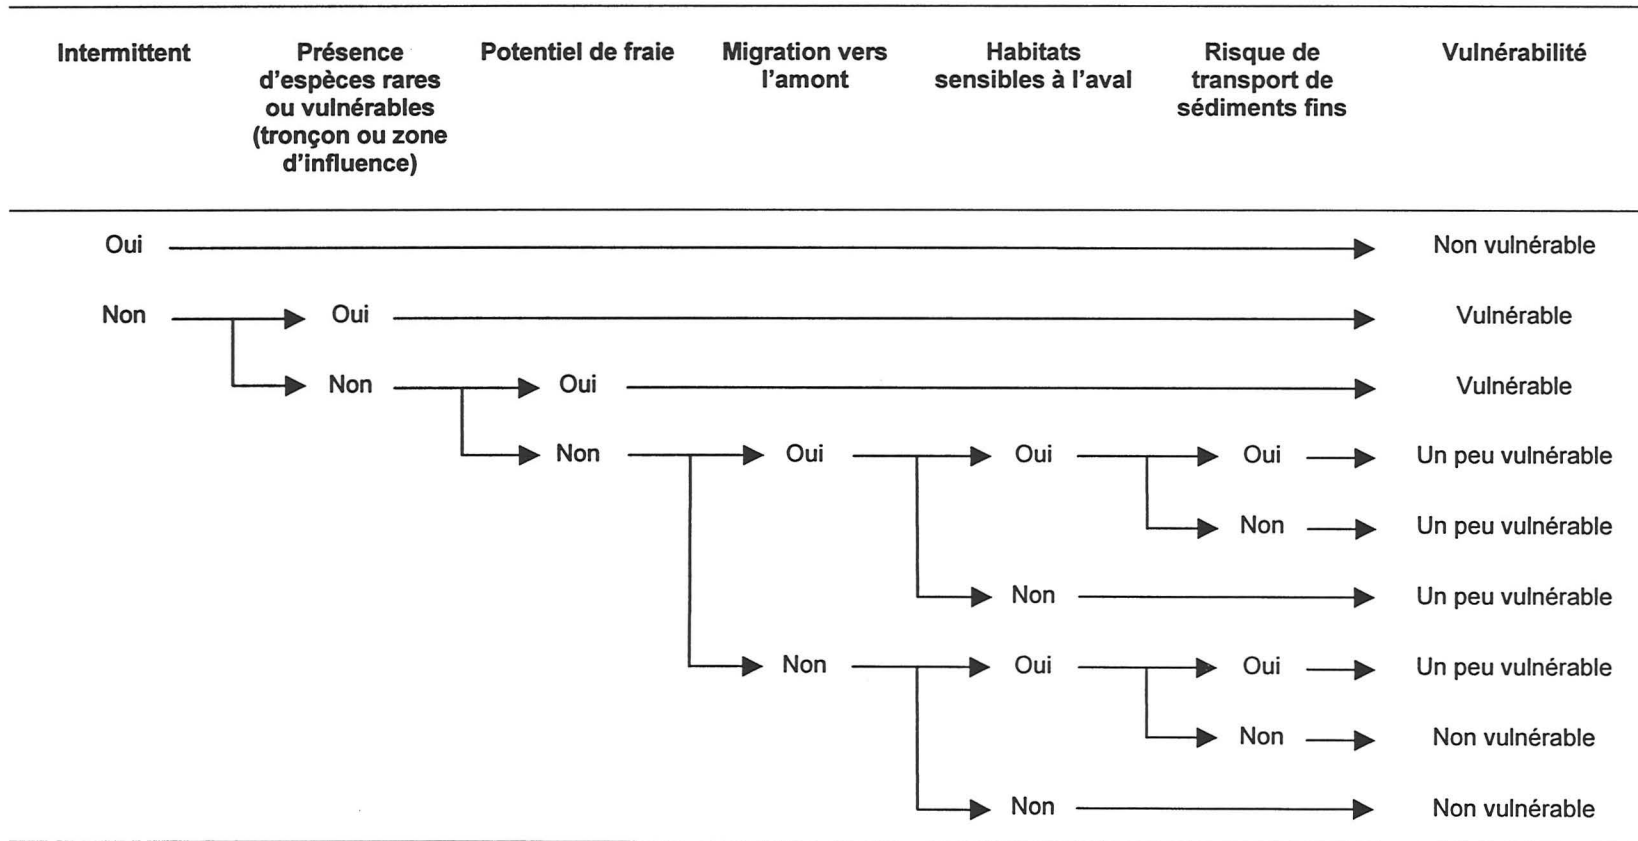 Intermittent
Présence
d'espèces rares
ou vulnérables
(tronçon ou zone
d'influence)
Potentiel de fraie
Migration vers
l'amont
Habitats
sensibles à l'aval
Risque de
transport de
sédiments fins
Vulnérabilité
Oui Non vulnérable
Non Oui Vulnérable
Non Oui Vulnérable
Non Oui Oui Oui Un peu vulnérable
Non Un peu vulnérable
Non Un peu vulnérable
Non Oui Oui Un peu vulnérable
Non Non vulnérable
Non Non vulnérable